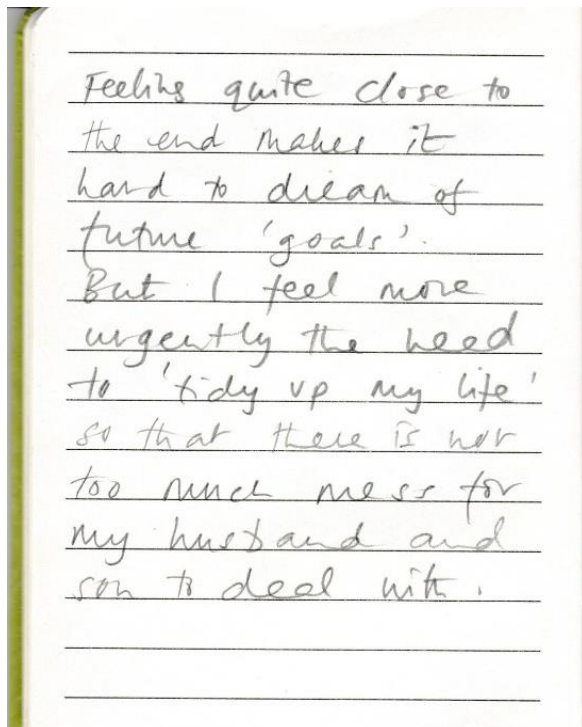 Feeling quite close to
the end makes it
hard to dream of
future 'goals'.
But I feel more
urgently the need
to 'tidy up my life'
so that there is not
too much mess for
my husband and
son to deal with.